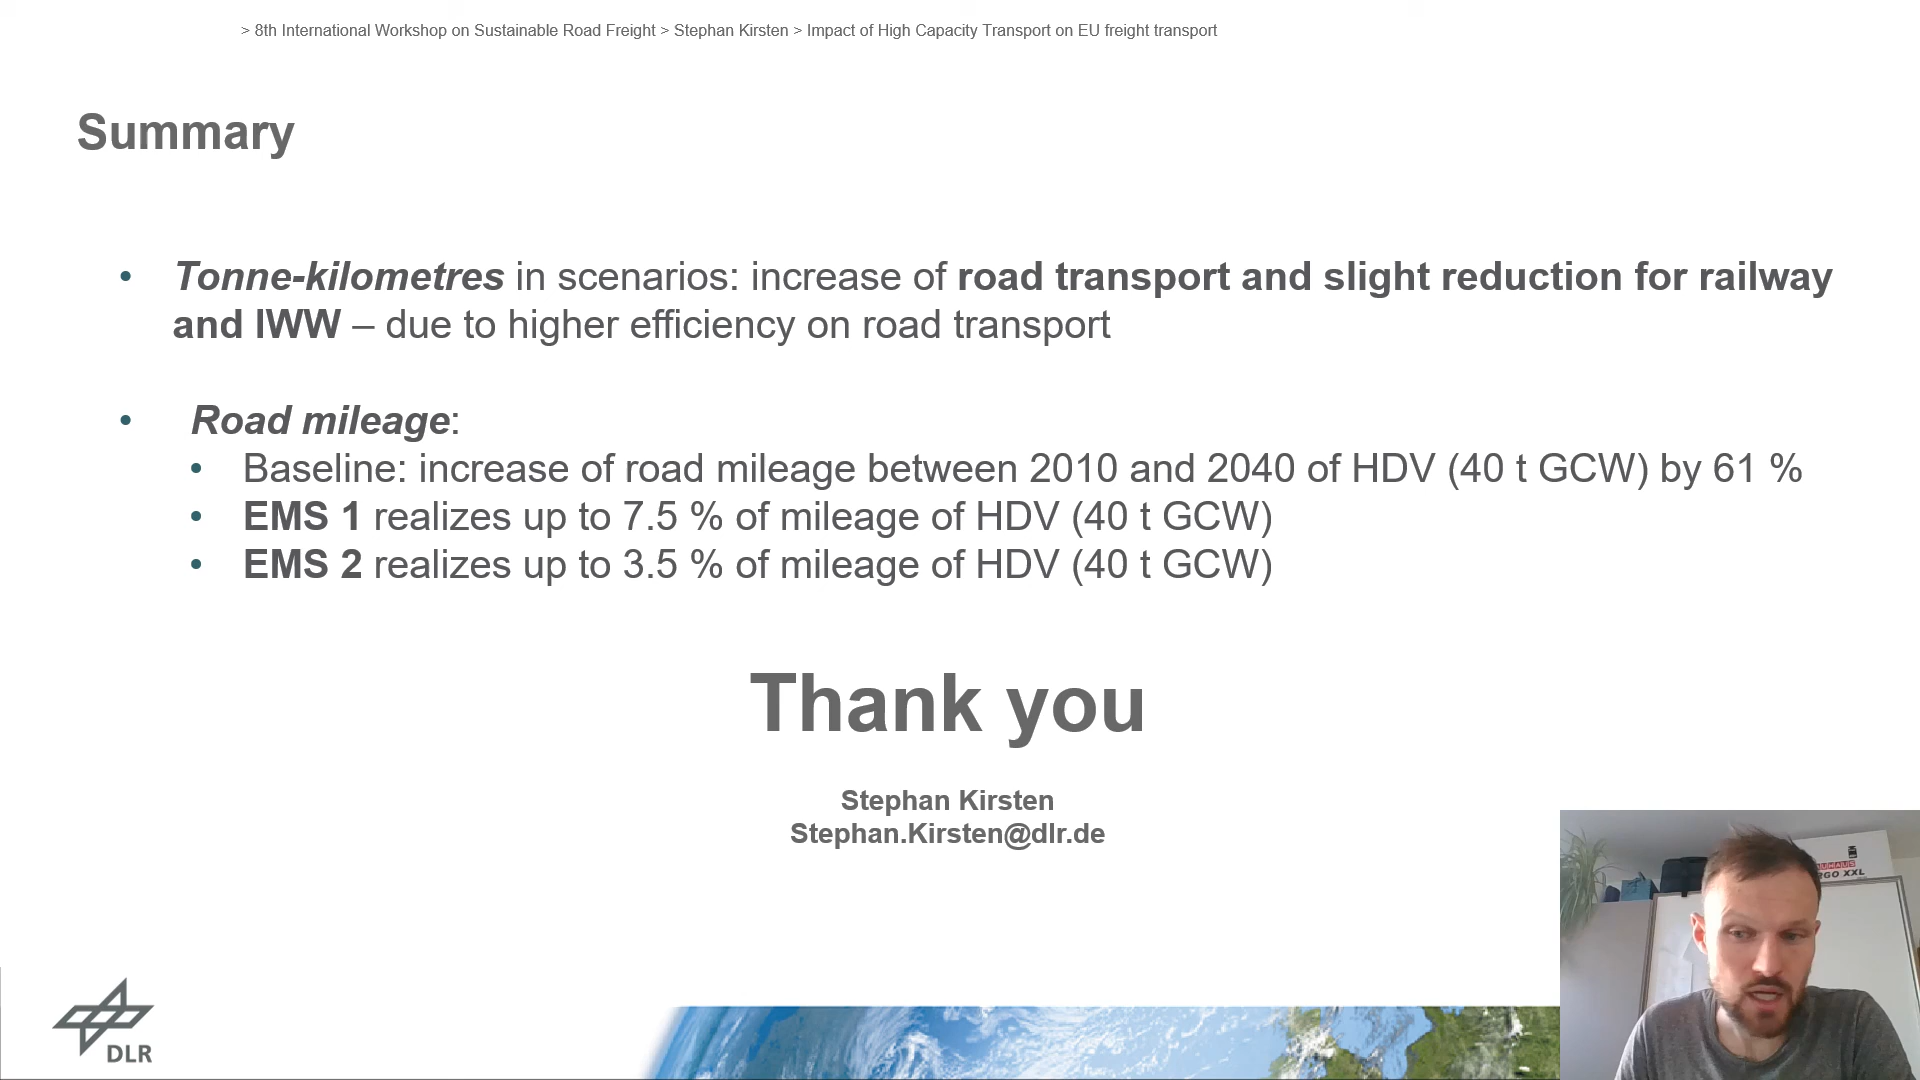 > 8th International Workshop on Sustainable Road Freight > Stephan Kirsten > Impact of High Capacity Transport on EU freight transport
Summary
• Tonne-kilometres in scenarios: increase of road transport and slight reduction for railway
and IWW – due to higher efficiency on road transport
• Road mileage:
• Baseline: increase of road mileage between 2010 and 2040 of HDV (40 t GCW) by 61 %
• EMS 1 realizes up to 7.5 % of mileage of HDV (40 t GCW)
• EMS 2 realizes up to 3.5 % of mileage of HDV (40 t GCW)
Thank you
Stephan Kirsten
Stephan.Kirsten@dlr.de
XXL
DLR